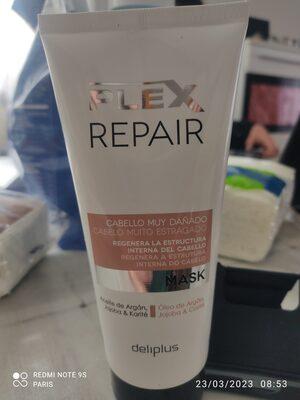 PLEX
REPAIR
CABELLO MUY DAÑADO
CABELO MUITO ESTRAGADO
REGENERA LA ESTRUCTURA
INTERNA DEL CABELLO
REGENERA A ESTRUTURA
INTERNA DO CABELO
MASK
Aceite de Argán, Óleo de Argão,
Jojoba & Karité Jojoba & Carité
deliplus
REDMI NOTE 9S
PARIS
23/03/2023 08:53